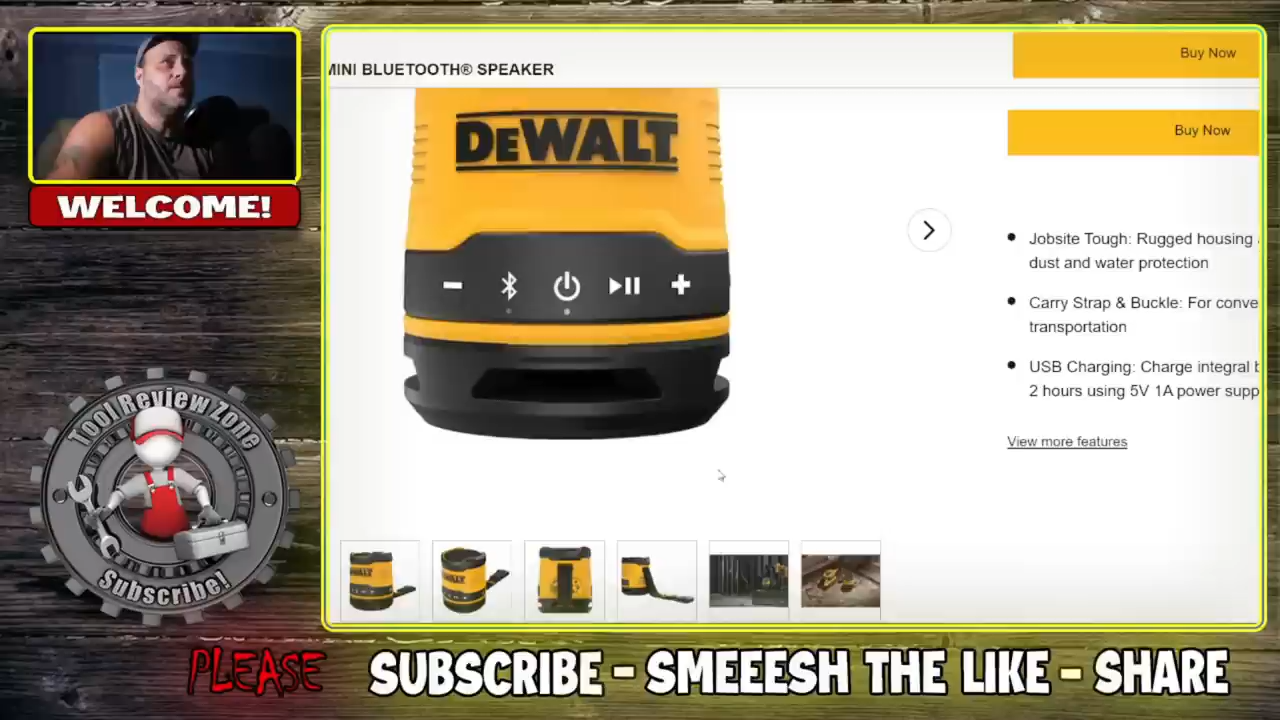 WELCOME!
Tool Review Zone
Subscribe!
MINI BLUETOOTH® SPEAKER
Buy Now
DEWALT
Buy Now
Jobsite Tough: Rugged housing
dust and water protection
Carry Strap & Buckle: For conve
transportation
USB Charging: Charge integral
2 hours using 5V 1A power supp
View more features
DEWALT
DEWALT
PLEASE SUBSCRIBE - SMEEESH THE LIKE - SHARE